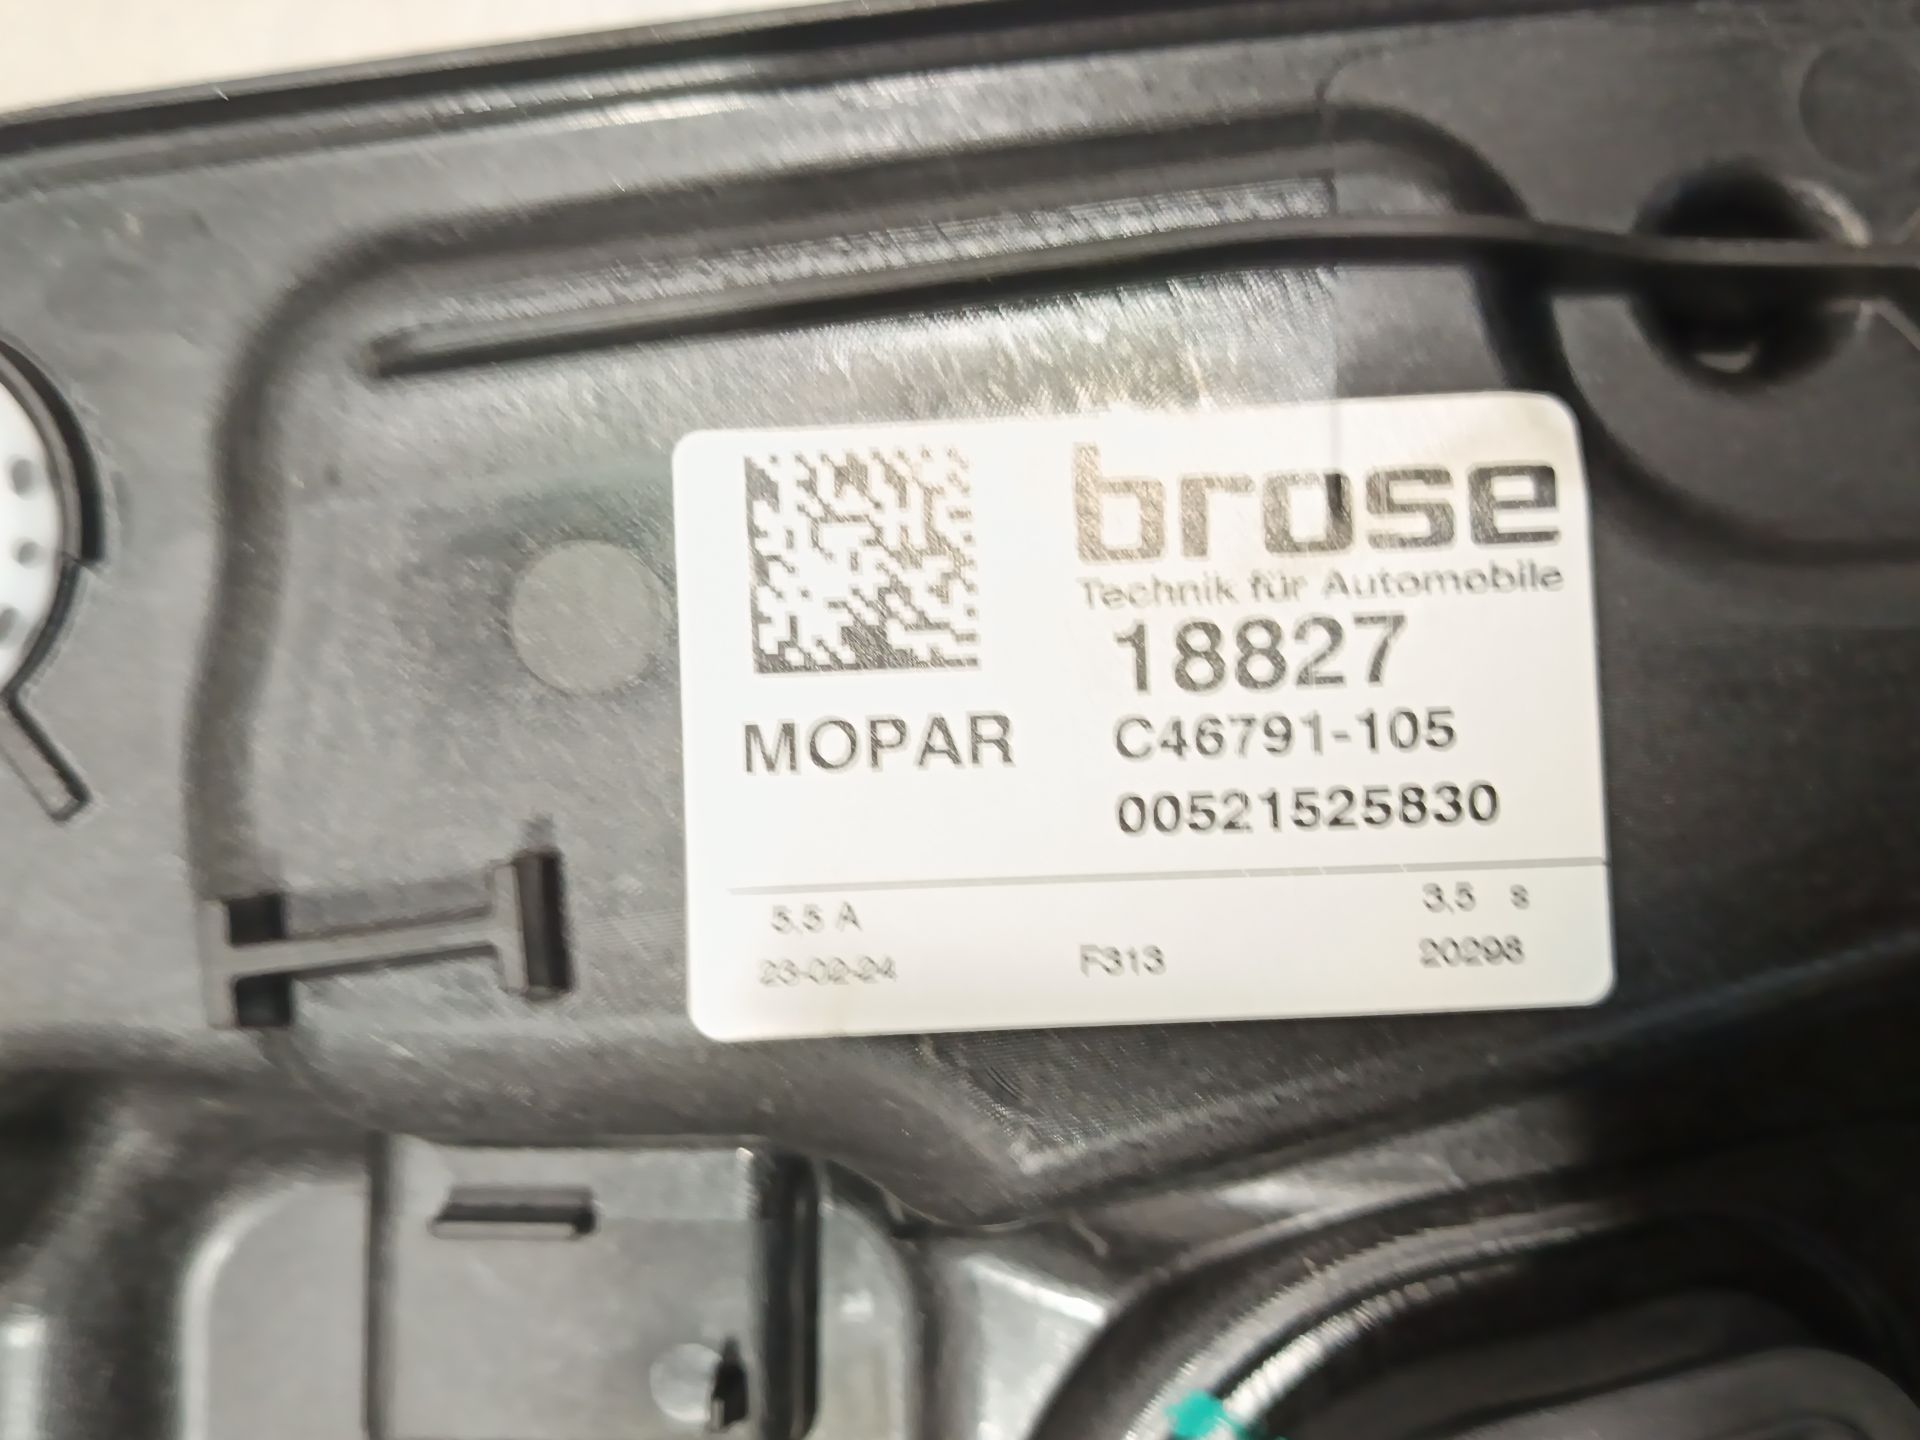 brose
Technik für Automobile
18827
MOPAR C46791-105
00521525830
5,5 A 3,5 s
23-02-24 F313 20298